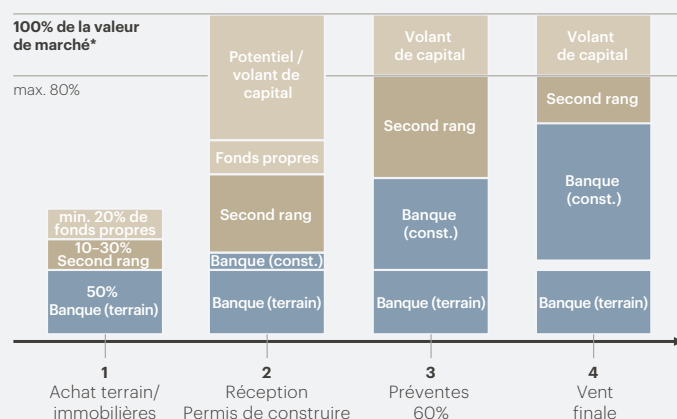 100% de la valeur
de marché*
max. 80%
min. 20% de
fonds propres
10–30%
Second rang
50%
Banque (terrain)
Potentiel /
volant de
capital
Fonds propres
Second rang
Banque (const.)
Banque (terrain)
Volant
de capital
Second rang
Banque
(const.)
Banque (terrain)
Volant
de capital
Second rang
Banque
(const.)
Banque (terrain)
1
Achat terrain/
immobilières
2
Réception
Permis de construire
3
Préventes
60%
4
Vent
finale